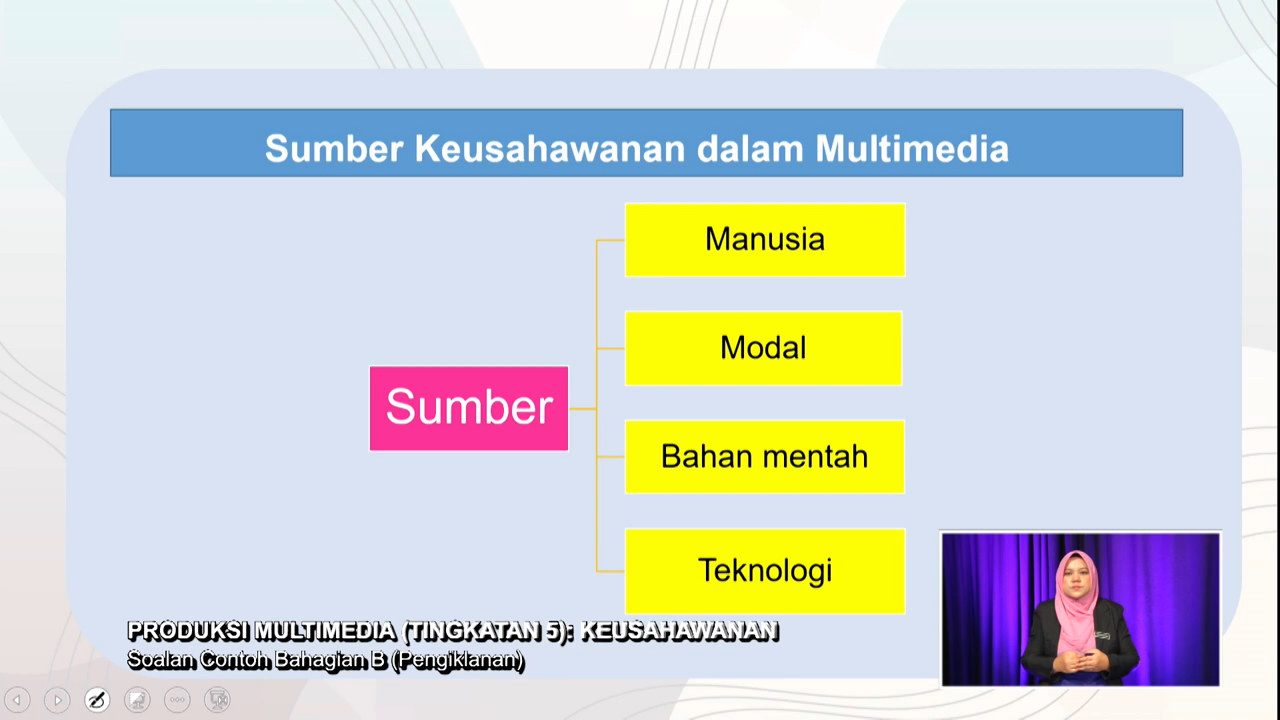 Sumber Keusahawanan dalam Multimedia
Manusia
Modal
Sumber
Bahan mentah
Teknologi
PRODUKSI MULTIMEDIA (TINGKATAN 5): KEUSAHAWANAN
Soalan Contoh Bahagian B (Pengiklanan)